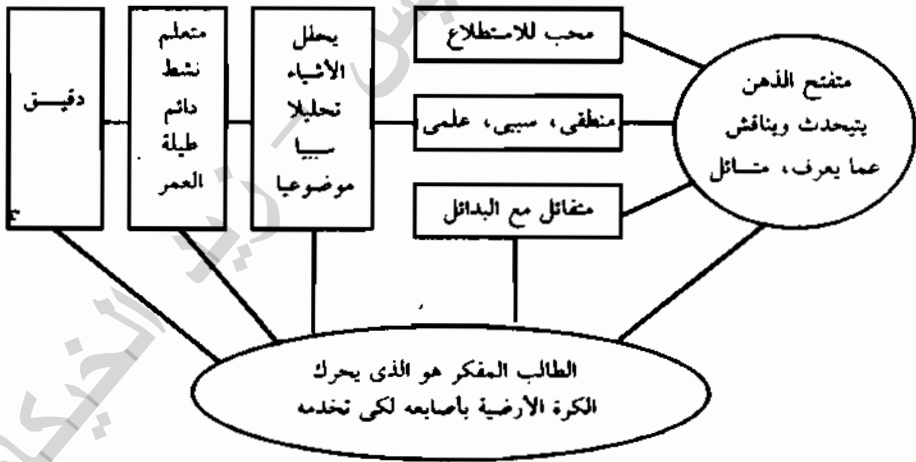 متفتح الذهن
يتحدث ويناقش
عما يعرف، متسائل
محب للاستطلاع
منطقى، سببى، علمى
متفائل مع البدائل
يحلل
الأشياء
تحليلا
سببيا
موضوعيا
متعلم
نشط
دائم
طيلة
العمر
دقيق
الطالب المفكر هو الذى يحرك
الكرة الأرضية بأصابعه لكى تخدمه